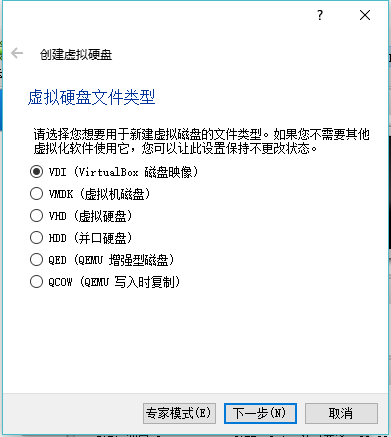 ?
创建虚拟硬盘
虚拟硬盘文件类型
请选择您想要用于新建虚拟磁盘的文件类型。如果您不需要其他
虚拟化软件使用它，您可以让此设置保持不更改状态。
VDI (VirtualBox 磁盘映像)
VMDK (虚拟机磁盘)
VHD (虚拟硬盘)
HDD (并口硬盘)
QED (QEMU 增强型磁盘)
QCOW (QEMU 写入时复制)
专家模式(E) 下一步(N) 取消